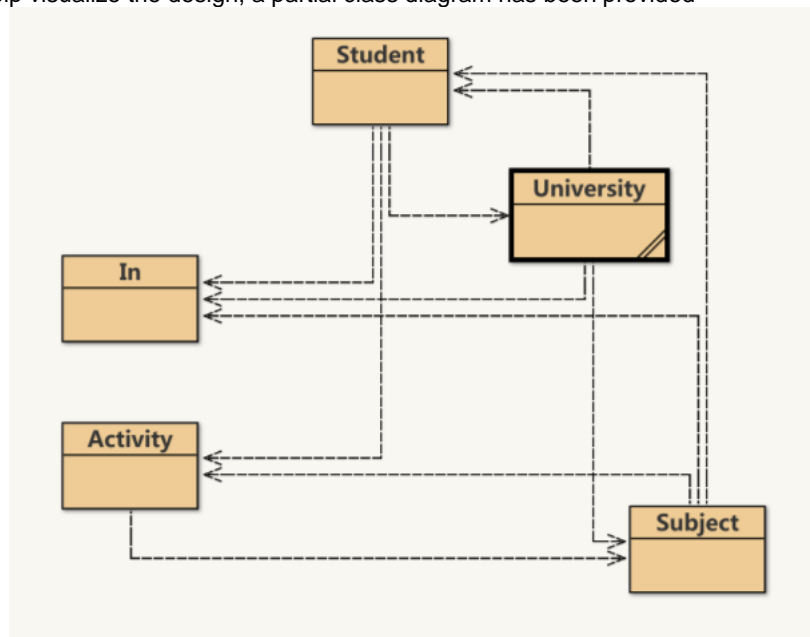 visualize the design, a partial class diagram has been provided
Student
University
In
Activity
Subject